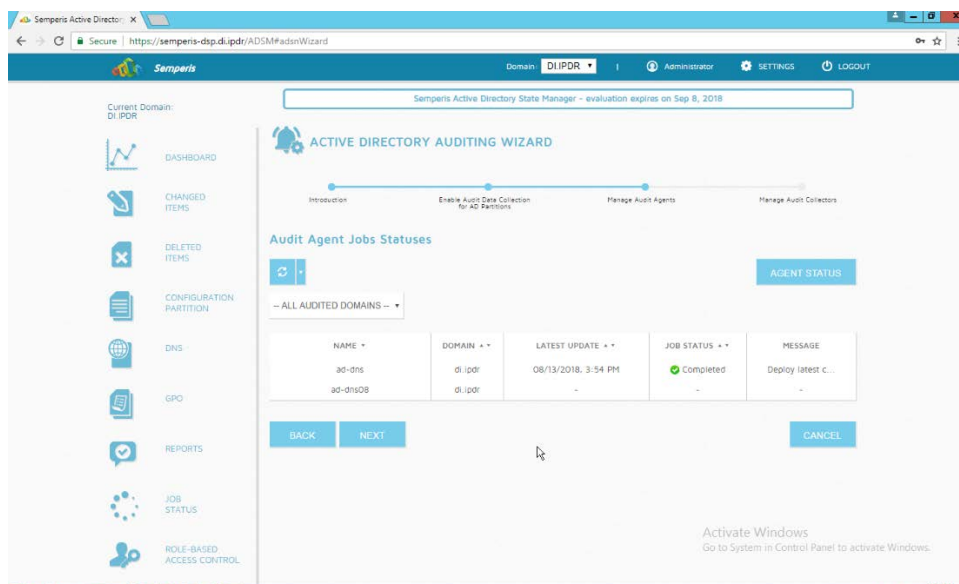 Semperis Active Director
Secure | https://semperis-dsp.di.ipdr/ADSM#adsnWizard
Semperis
Domain: DI.IPDR
Administrator
SETTINGS
LOGOUT
Current Domain:
DI.IPDR
Semperis Active Directory State Manager - evaluation expires on Sep 8, 2018
ACTIVE DIRECTORY AUDITING WIZARD
DASHBOARD
CHANGED
ITEMS
DELETED
ITEMS
CONFIGURATION
PARTITION
DNS
GPO
REPORTS
JOB
STATUS
ROLE-BASED
ACCESS CONTROL
Introduction
Enable Audit Data Collection
for AD Partitions
Manage Audit Agents
Manage Audit Collectors
Audit Agent Jobs Statuses
AGENT STATUS
-- ALL AUDITED DOMAINS --
NAME DOMAIN LATEST UPDATE JOB STATUS MESSAGE
ad-dns di.ipdr 08/13/2018, 3:54 PM Completed Deploy latest c...
ad-dns08 di.ipdr - - -
BACK NEXT CANCEL
Activate Windows
Go to System in Control Panel to activate Windows.